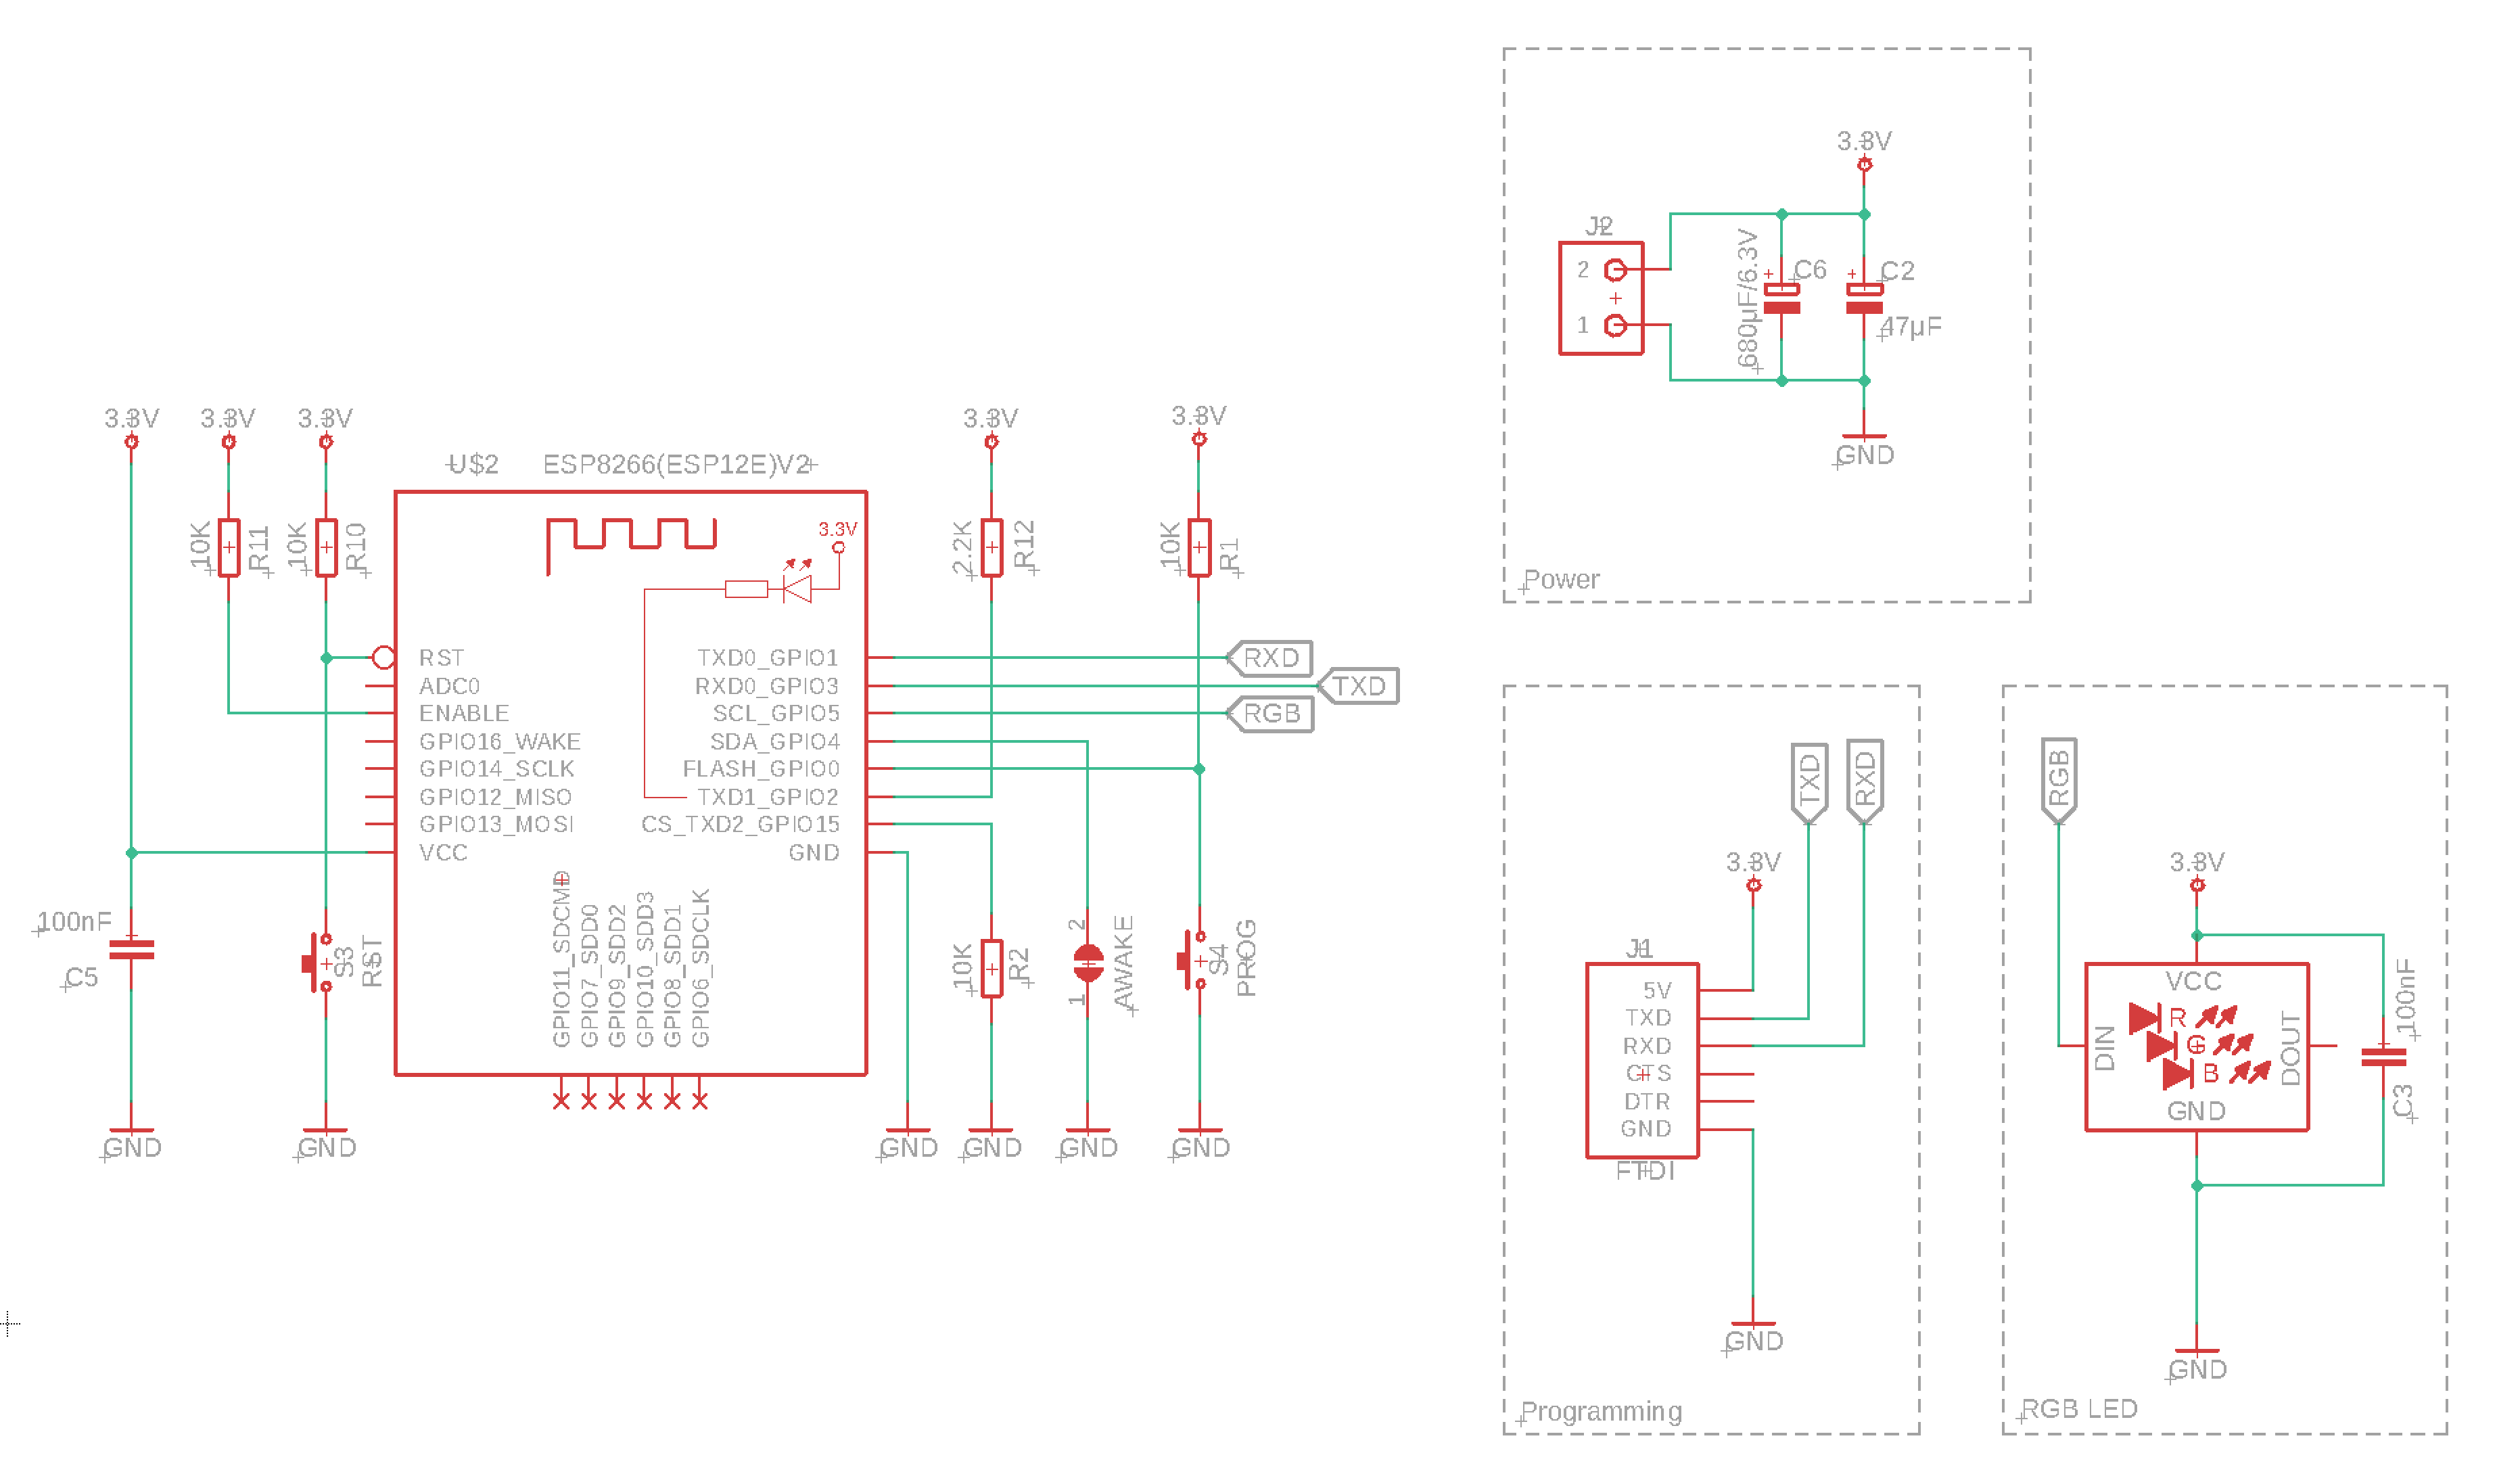 3.3V
J2
2
1
680µF/6.3V
C6
C2
47µF
GND
Power
3.3V
3.3V
3.3V
3.3V
3.3V
U$2
ESP8266(ESP12E)V2
10K
R11
10K
R10
2.2K
R12
10K
R1
3.3V
RST
ADC0
ENABLE
GPIO16_WAKE
GPIO14_SCLK
GPIO12_MISO
GPIO13_MOSI
VCC
TXD0_GPIO1
RXD0_GPIO3
SCL_GPIO5
SDA_GPIO4
FLASH_GPIO0
TXD1_GPIO2
CS_TXD2_GPIO15
GND
GPIO11_SDCMD
GPIO7_SDD0
GPIO9_SDD2
GPIO10_SDD3
GPIO8_SDD1
GPIO6_SDCLK
RXD
TXD
RGB
100nF
C5
S3
RST
10K
R2
2
1
AWAKE
S4
PROG
GND
GND
GND
GND
GND
GND
TXD
RXD
3.3V
J1
5V
TXD
RXD
CTS
DTR
GND
FTDI
GND
Programming
RGB
3.3V
VCC
DIN
R
G
B
DOUT
GND
100nF
C3
GND
RGB LED